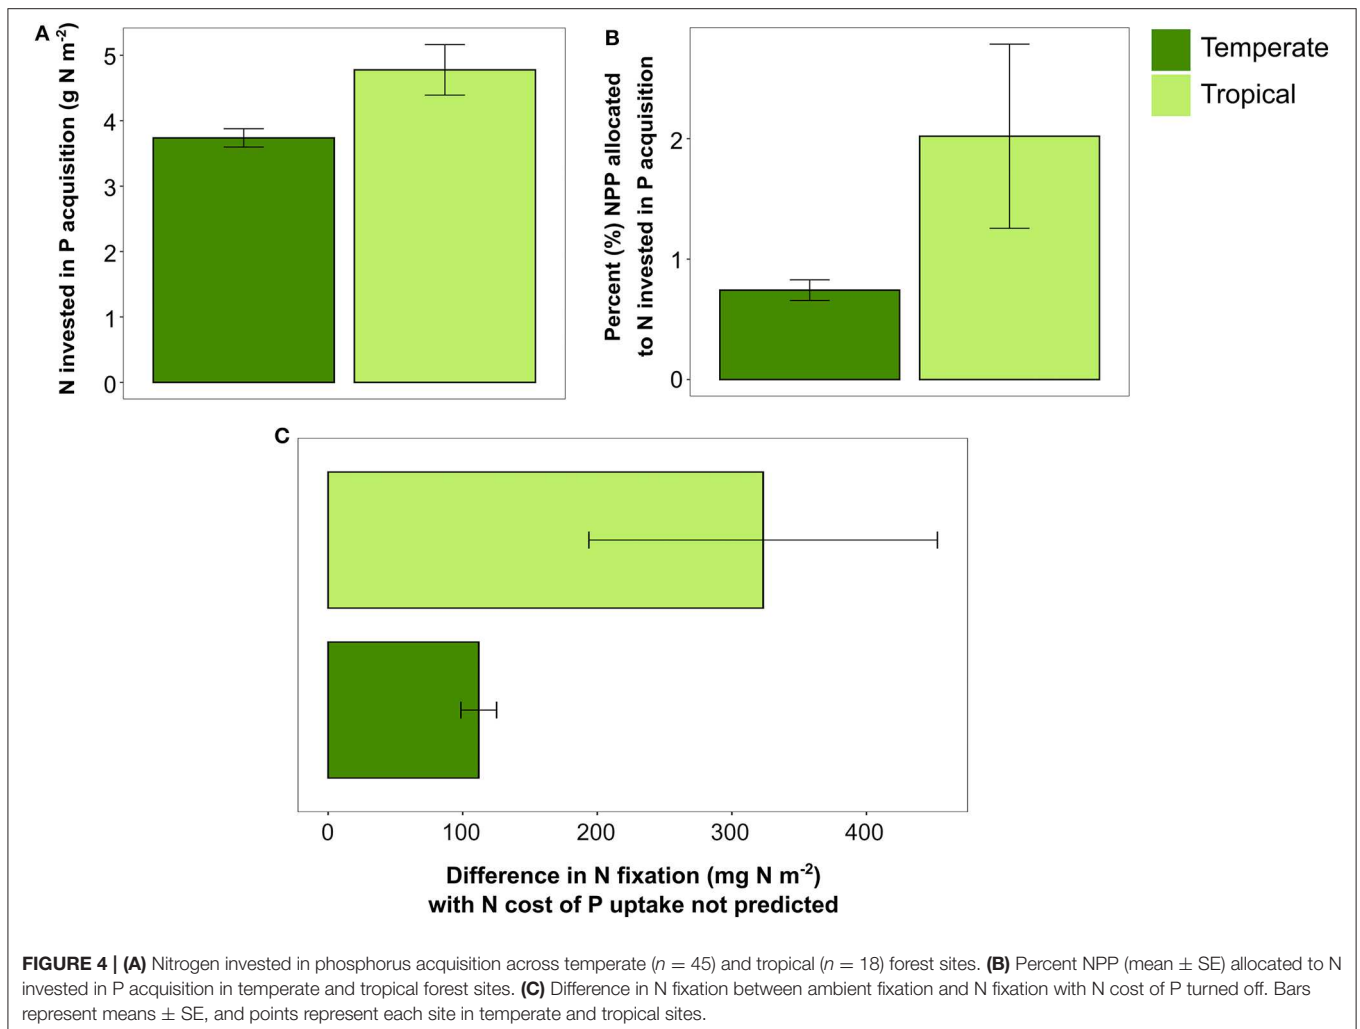 A
N invested in P acquisition (g N m⁻²)
5
4
3
2
1
0
B
Percent (%) NPP allocated
to N invested in P acquisition
2
1
0
Temperate
Tropical
C
0 100 200 300 400
Difference in N fixation (mg N m⁻²)
with N cost of P uptake not predicted
FIGURE 4 | (A) Nitrogen invested in phosphorus acquisition across temperate (n = 45) and tropical (n = 18) forest sites. (B) Percent NPP (mean ± SE) allocated to N
invested in P acquisition in temperate and tropical forest sites. (C) Difference in N fixation between ambient fixation and N fixation with N cost of P turned off. Bars
represent means ± SE, and points represent each site in temperate and tropical sites.